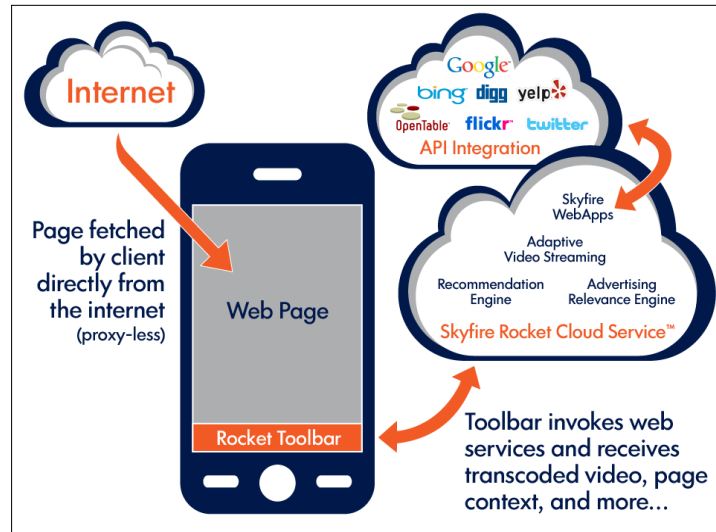 Internet
Google
bing digg yelp
OpenTable flickr twitter
API Integration
Page fetched
by client
directly from
the internet
(proxy-less)
Web Page
Rocket Toolbar
Skyfire
WebApps
Adaptive
Video Streaming
Recommendation
Engine
Advertising
Relevance Engine
Skyfire Rocket Cloud Service™
Toolbar invokes web
services and receives
transcoded video, page
context, and more...